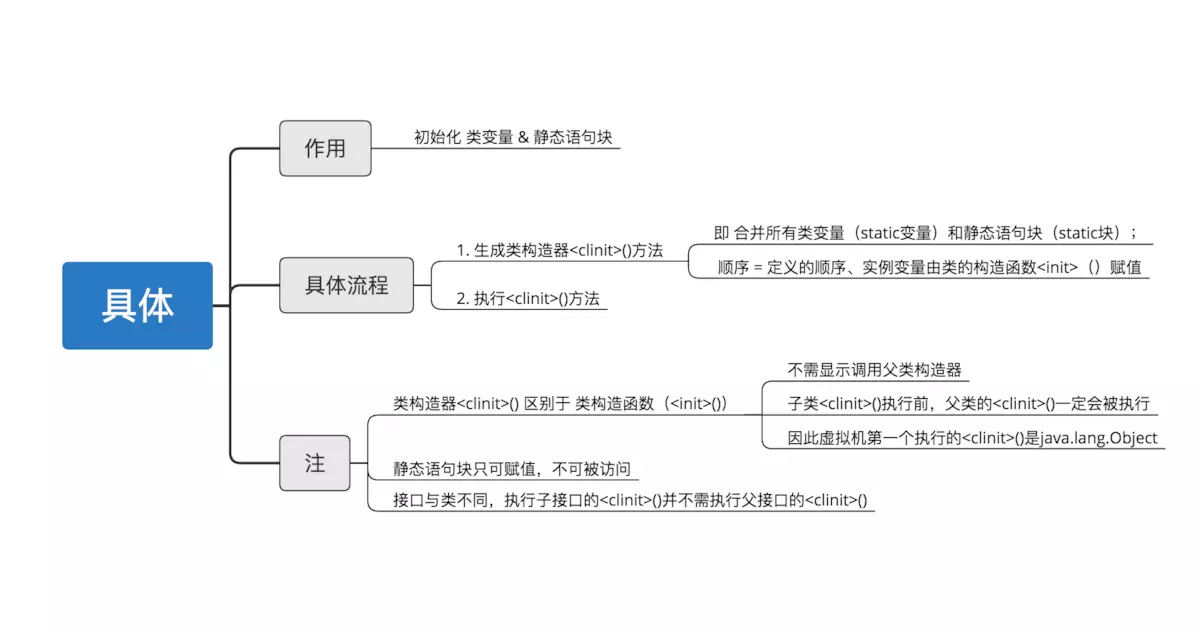 具体
作用
初始化 类变量 & 静态语句块
具体流程
1. 生成类构造器<clinit>()方法
即 合并所有类变量（static变量）和静态语句块（static块）；
顺序 = 定义的顺序、实例变量由类的构造函数<init>（）赋值
2. 执行<clinit>()方法
注
类构造器<clinit>() 区别于 类构造函数（<init>()）
不需显示调用父类构造器
子类<clinit>()执行前，父类的<clinit>()一定会被执行
因此虚拟机第一个执行的<clinit>()是java.lang.Object
静态语句块只可赋值，不可被访问
接口与类不同，执行子接口的<clinit>()并不需执行父接口的<clinit>()